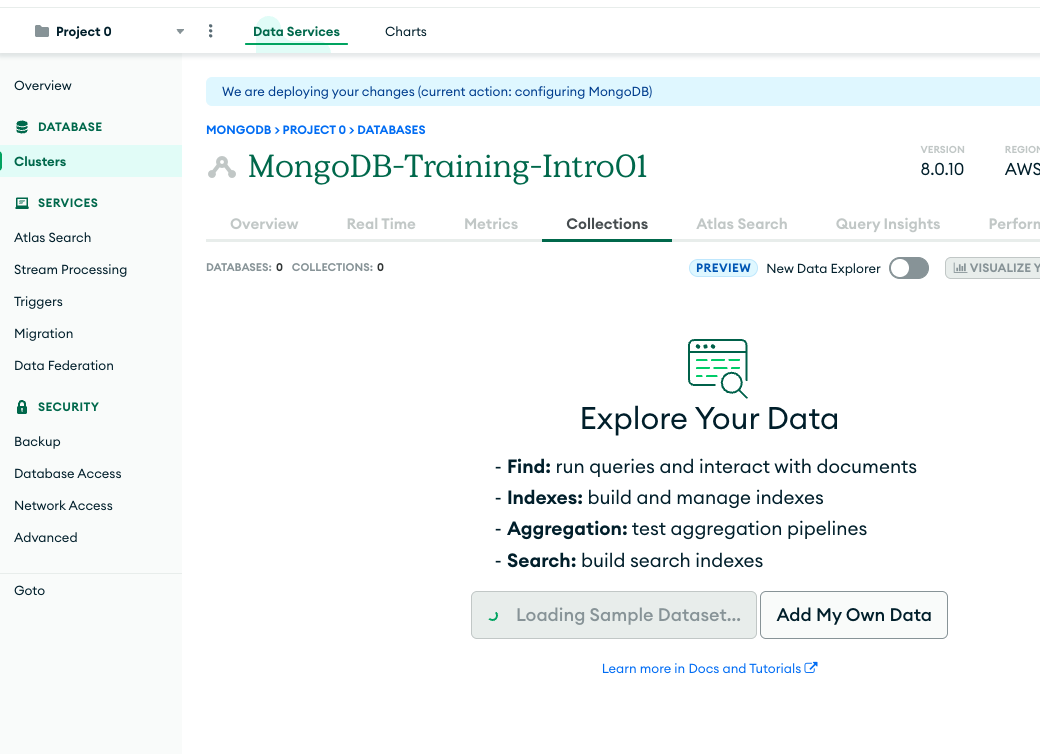 Project 0
Data Services
Charts
Overview
DATABASE
Clusters
SERVICES
Atlas Search
Stream Processing
Triggers
Migration
Data Federation
SECURITY
Backup
Database Access
Network Access
Advanced
Goto
We are deploying your changes (current action: configuring MongoDB)
MONGODB > PROJECT 0 > DATABASES
MongoDB-Training-Intro01
VERSION
8.0.10
REGION
AWS
Overview Real Time Metrics Collections Atlas Search Query Insights Perform
DATABASES: 0 COLLECTIONS: 0
PREVIEW New Data Explorer
VISUALIZE Y
Explore Your Data
- Find: run queries and interact with documents
- Indexes: build and manage indexes
- Aggregation: test aggregation pipelines
- Search: build search indexes
Loading Sample Dataset...
Add My Own Data
Learn more in Docs and Tutorials